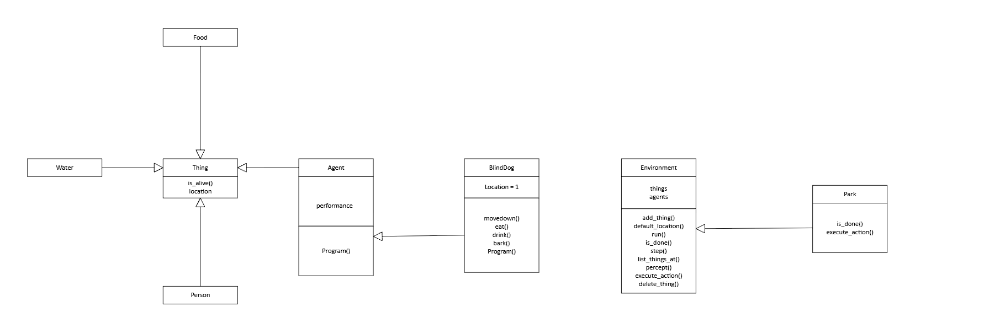 Food
Water
Thing
is_alive()
location
Person
Agent
performance
Program()
BlindDog
Location = 1
movedown()
eat()
drink()
bark()
Program()
Environment
things
agents
add_thing()
default_location()
run()
is_done()
step()
list_things_at()
percept()
execute_action()
delete_thing()
Park
is_done()
execute_action()